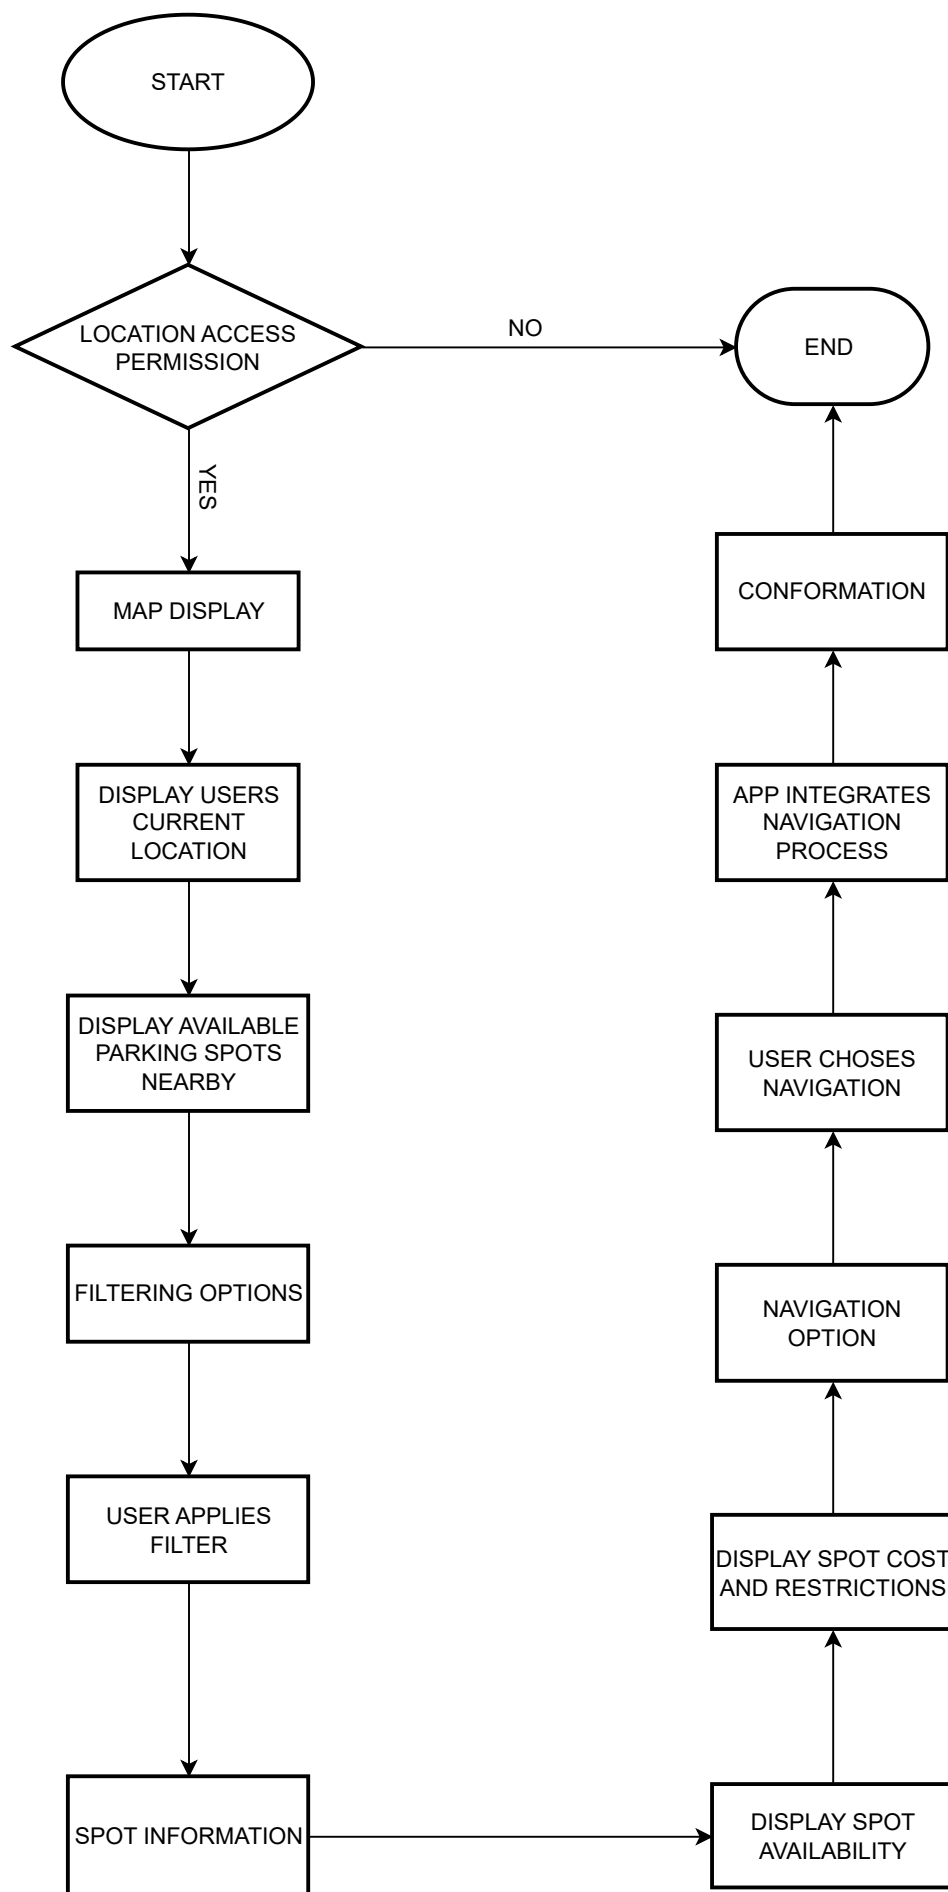 START
LOCATION ACCESS
PERMISSION
NO
END
YES
MAP DISPLAY
DISPLAY USERS
CURRENT
LOCATION
DISPLAY AVAILABLE
PARKING SPOTS
NEARBY
FILTERING OPTIONS
USER APPLIES
FILTER
SPOT INFORMATION
DISPLAY SPOT
AVAILABILITY
DISPLAY SPOT COST
AND RESTRICTIONS
NAVIGATION
OPTION
USER CHOSES
NAVIGATION
APP INTEGRATES
NAVIGATION
PROCESS
CONFORMATION